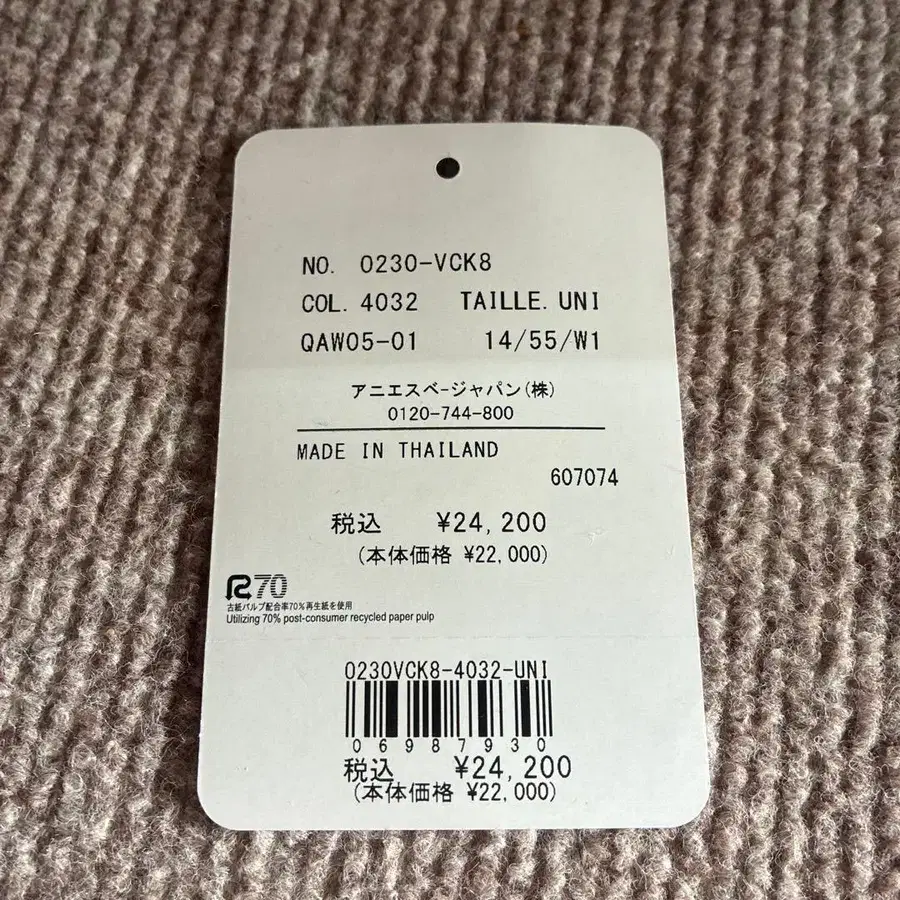 NO. 0230-VCK8
COL. 4032 TAILLE. UNI
QAW05-01 14/55/W1
アニエスベージャパン(株)
0120-744-800
MADE IN THAILAND
607074
税込 ¥24,200
(本体価格 ¥22,000)
R70
古紙パルプ配合率70%再生紙を使用
Utilizing 70% post-consumer recycled paper pulp
0230VCK8-4032-UNI
06987930
税込 ¥24,200
(本体価格 ¥22,000)